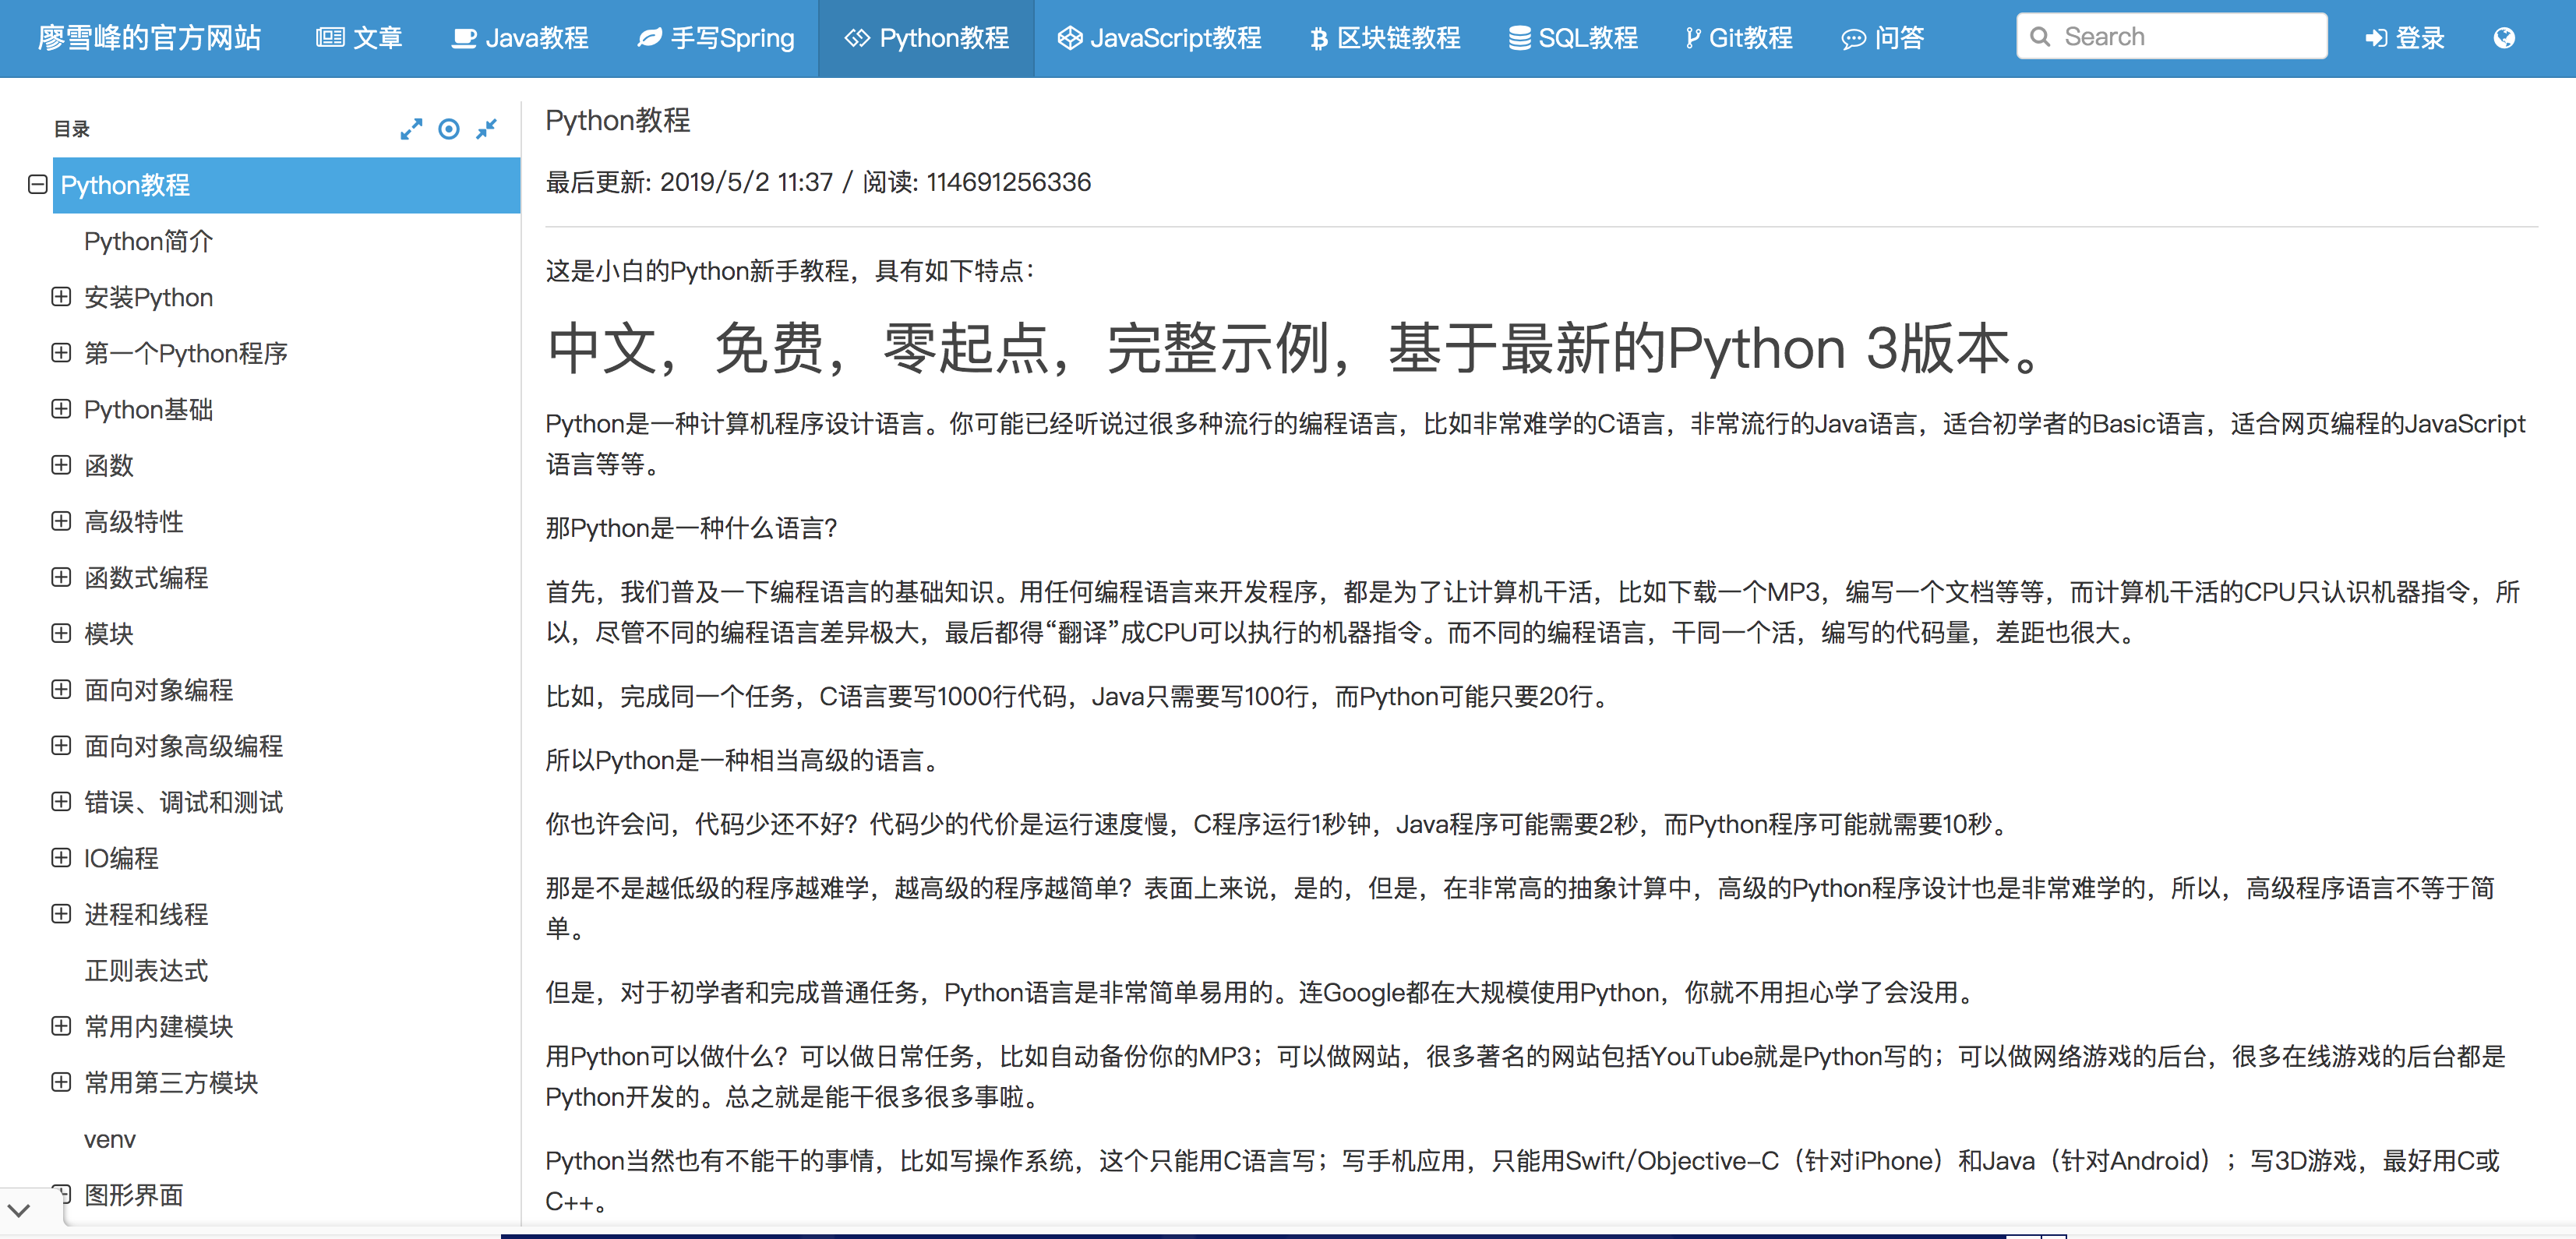 廖雪峰的官方网站 文章 Java教程 手写Spring Python教程 JavaScript教程 区块链教程 SQL教程 Git教程 问答 Search 登录
目录
Python教程
Python简介
安装Python
第一个Python程序
Python基础
函数
高级特性
函数式编程
模块
面向对象编程
面向对象高级编程
错误、调试和测试
IO编程
进程和线程
正则表达式
常用内建模块
常用第三方模块
venv
图形界面
Python教程
最后更新: 2019/5/2 11:37 / 阅读: 114691256336
这是小白的Python新手教程，具有如下特点：
中文，免费，零起点，完整示例，基于最新的Python 3版本。
Python是一种计算机程序设计语言。你可能已经听说过很多种流行的编程语言，比如非常难学的C语言，非常流行的Java语言，适合初学者的Basic语言，适合网页编程的JavaScript
语言等等。
那Python是一种什么语言？
首先，我们普及一下编程语言的基础知识。用任何编程语言来开发程序，都是为了让计算机干活，比如下载一个MP3，编写一个文档等等，而计算机干活的CPU只认识机器指令，所
以，尽管不同的编程语言差异极大，最后都得“翻译”成CPU可以执行的机器指令。而不同的编程语言，干同一个活，编写的代码量，差距也很大。
比如，完成同一个任务，C语言要写1000行代码，Java只需要写100行，而Python可能只要20行。
所以Python是一种相当高级的语言。
你也许会问，代码少还不好？代码少的代价是运行速度慢，C程序运行1秒钟，Java程序可能需要2秒，而Python程序可能就需要10秒。
那是不是越低级的程序越难学，越高级的程序越简单？表面上来说，是的，但是，在非常高的抽象计算中，高级的Python程序设计也是非常难学的，所以，高级程序语言不等于简
单。
但是，对于初学者和完成普通任务，Python语言是非常简单易用的。连Google都在大规模使用Python，你就不用担心学了会没用。
用Python可以做什么？可以做日常任务，比如自动备份你的MP3；可以做网站，很多著名的网站包括YouTube就是Python写的；可以做网络游戏的后台，很多在线游戏的后台都是
Python开发的。总之就是能干很多很多事啦。
Python当然也有不能干的事情，比如写操作系统，这个只能用C语言写；写手机应用，只能用Swift/Objective-C（针对iPhone）和Java（针对Android）；写3D游戏，最好用C或
C++。